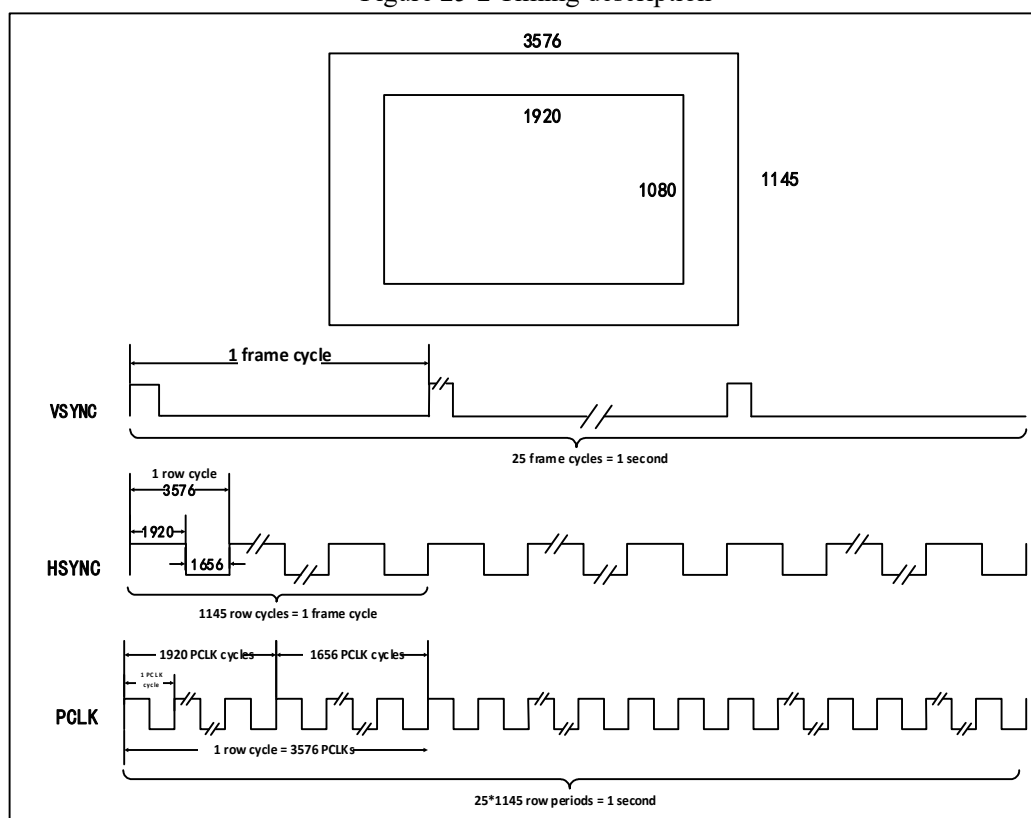 Figure 25-2 Timing description
3576
1920
1080
1145
1 frame cycle
VSYNC
25 frame cycles = 1 second
1 row cycle
3576
1920
1656
HSYNC
1145 row cycles = 1 frame cycle
1920 PCLK cycles
1656 PCLK cycles
1 PCLK
cycle
PCLK
1 row cycle = 3576 PCLKs
25*1145 row periods = 1 second